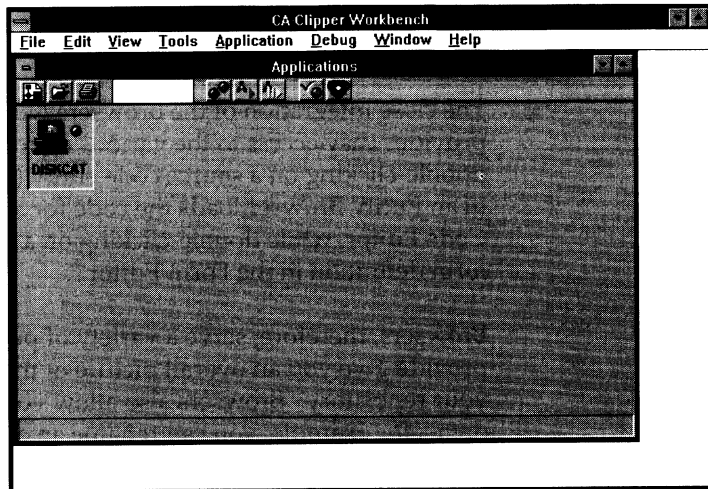 CA Clipper Workbench
File Edit View Tools Application Debug Window Help
Applications
DISKCAT